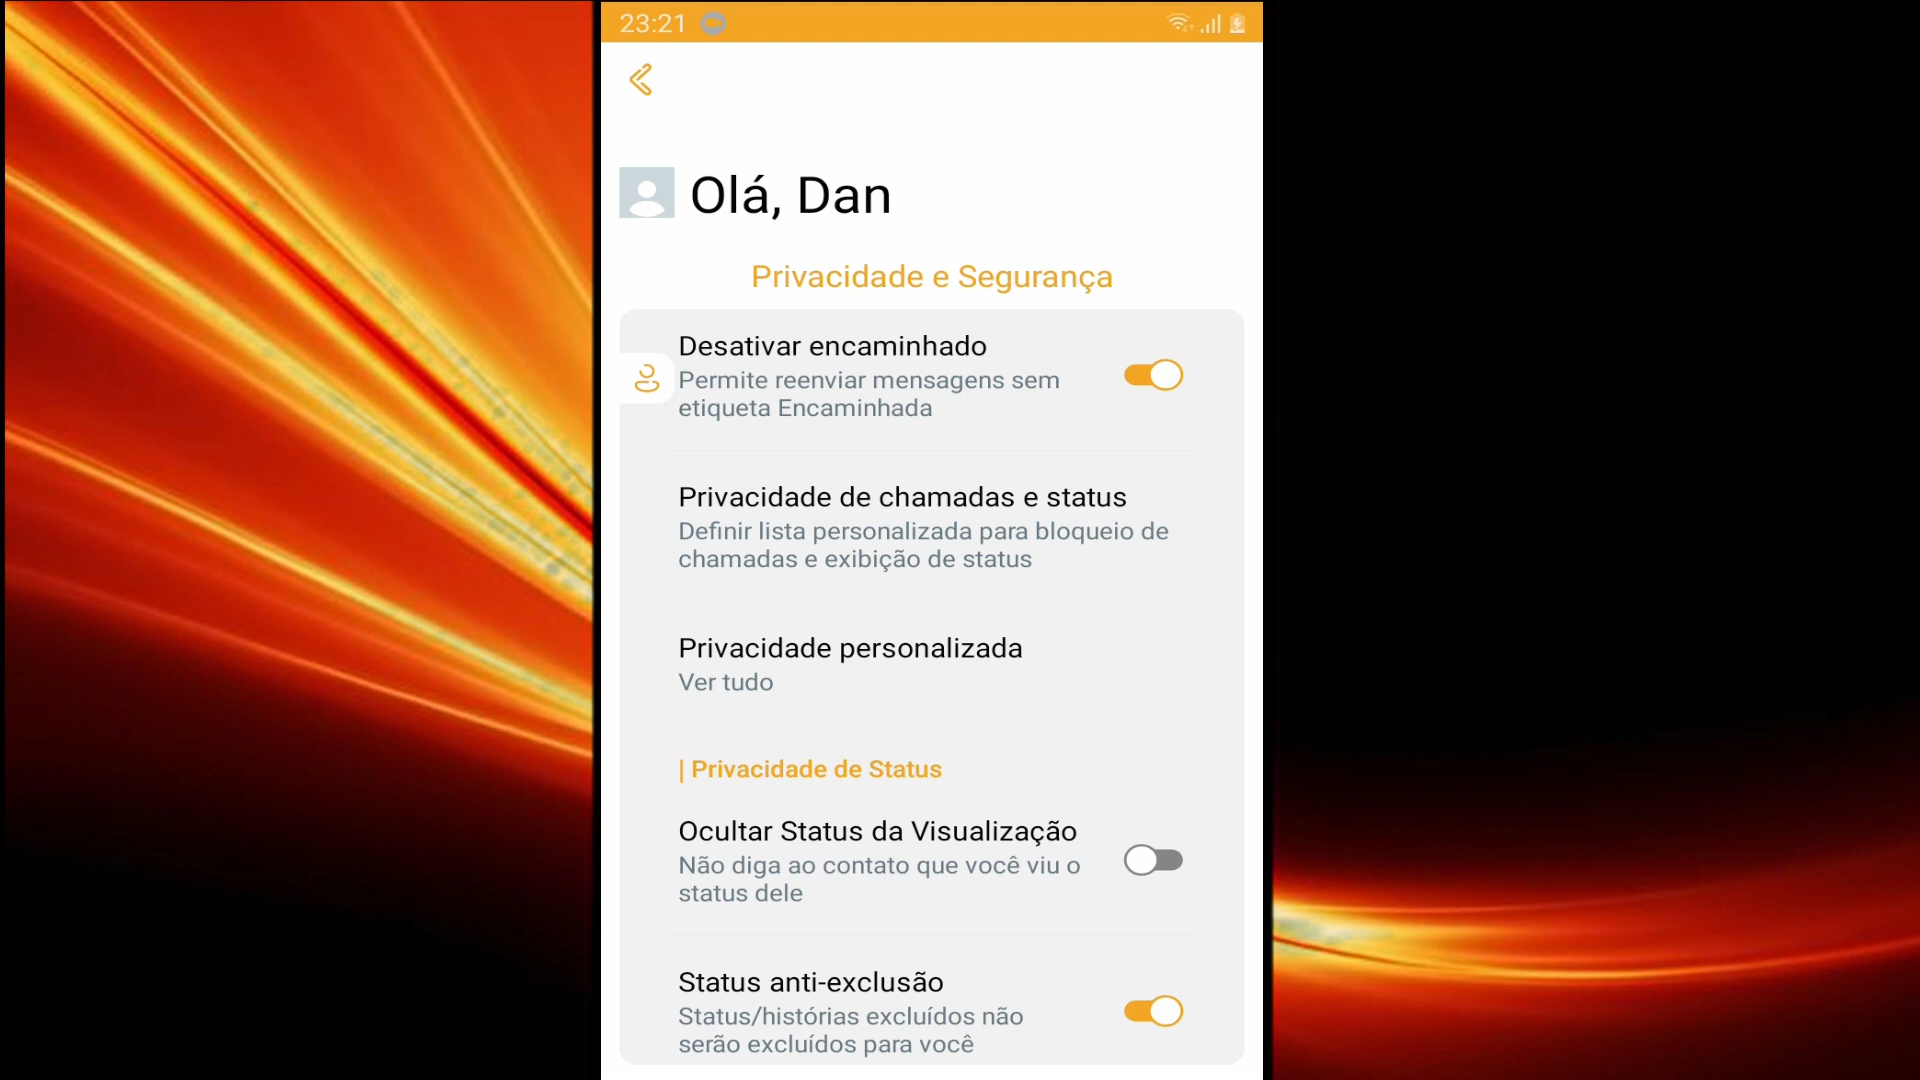 23:21
Olá, Dan
Privacidade e Segurança
Desativar encaminhado
Permite reenviar mensagens sem
etiqueta Encaminhada
Privacidade de chamadas e status
Definir lista personalizada para bloqueio de
chamadas e exibição de status
Privacidade personalizada
Ver tudo
| Privacidade de Status
Ocultar Status da Visualização
Não diga ao contato que você viu o
status dele
Status anti-exclusão
Status/histórias excluídos não
serão excluídos para você